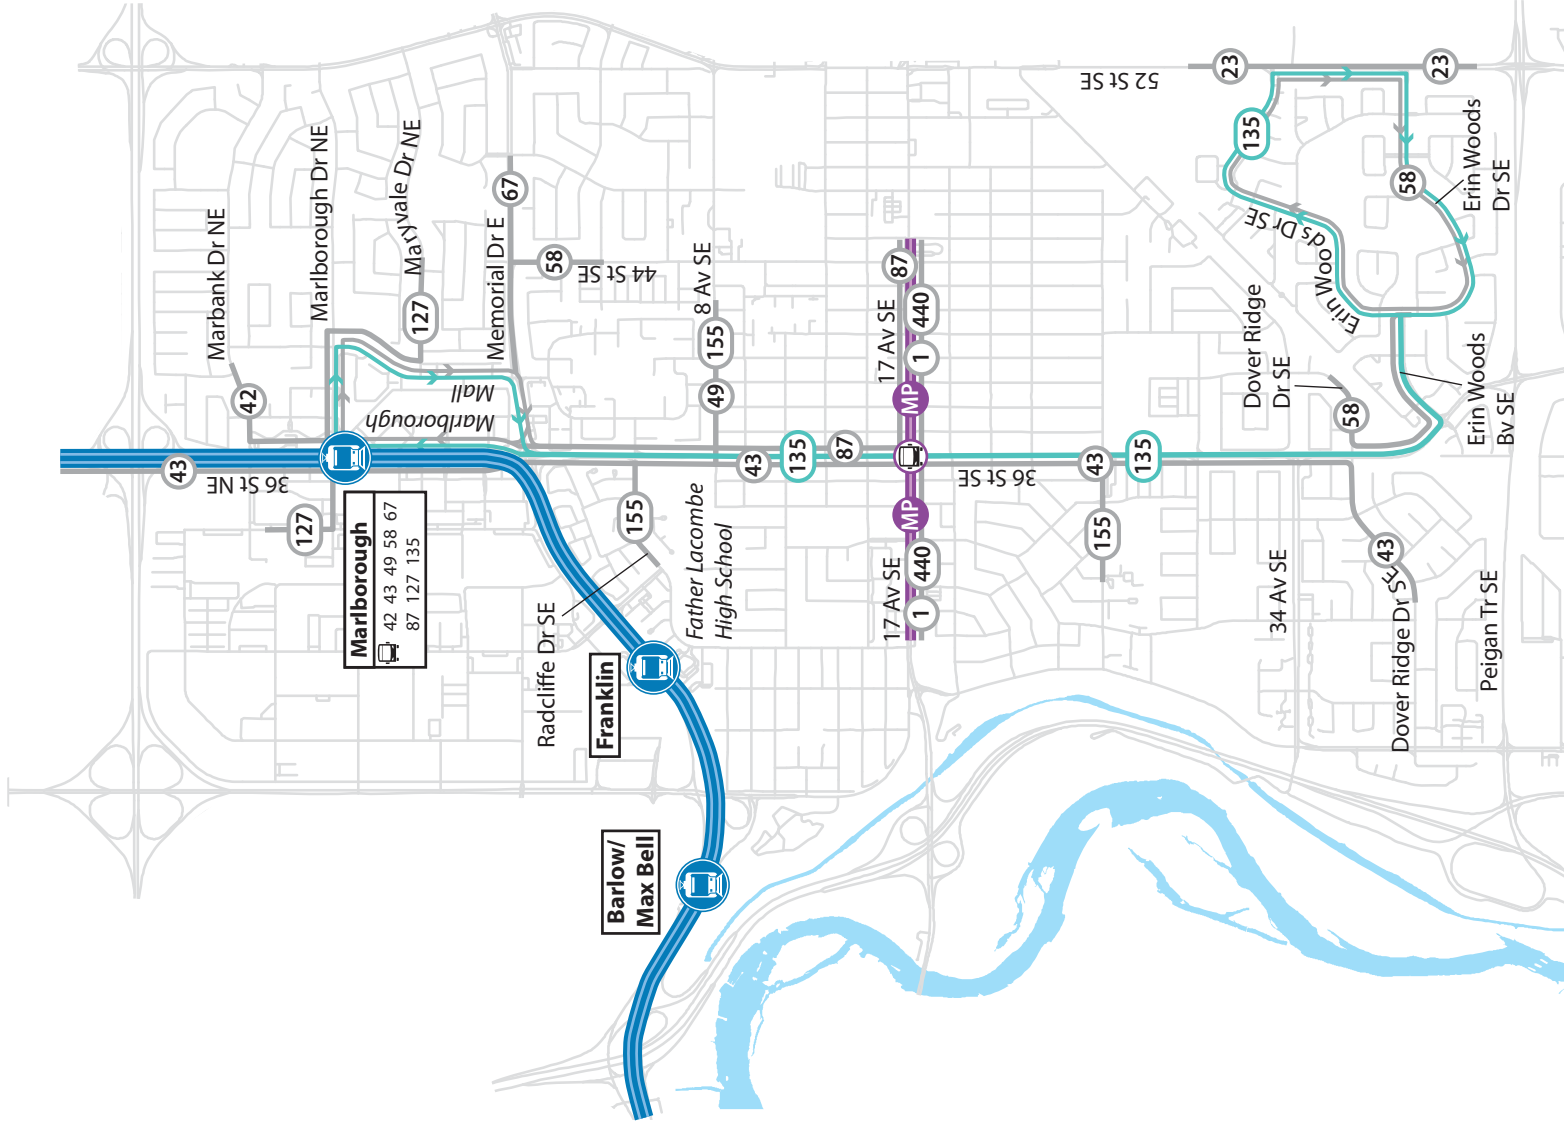 23
23
52 St SE
135
58
Erin Woods
Dr SE
Erin Woo
ds Dr SE
Marlborough Dr NE
Maryvale Dr NE
67
Marbank Dr NE
127
Memorial Dr E
58
44 St SE
8 Av SE
155
87
440
1
17 Av SE
42
Marlborough
Mall
49
MP
Dover Ridge
Dr SE
58
Erin Woods
Bv SE
43
36 St NE
43
135
87
36 St SE
43
135
127
Marlborough
42 43 49 58 67
87 127 135
155
Father Lacombe
High School
MP
17 Av SE
440
1
155
43
34 Av SE
Dover Ridge Dr SE
Peigan Tr SE
Radcliffe Dr SE
Franklin
Barlow/
Max Bell